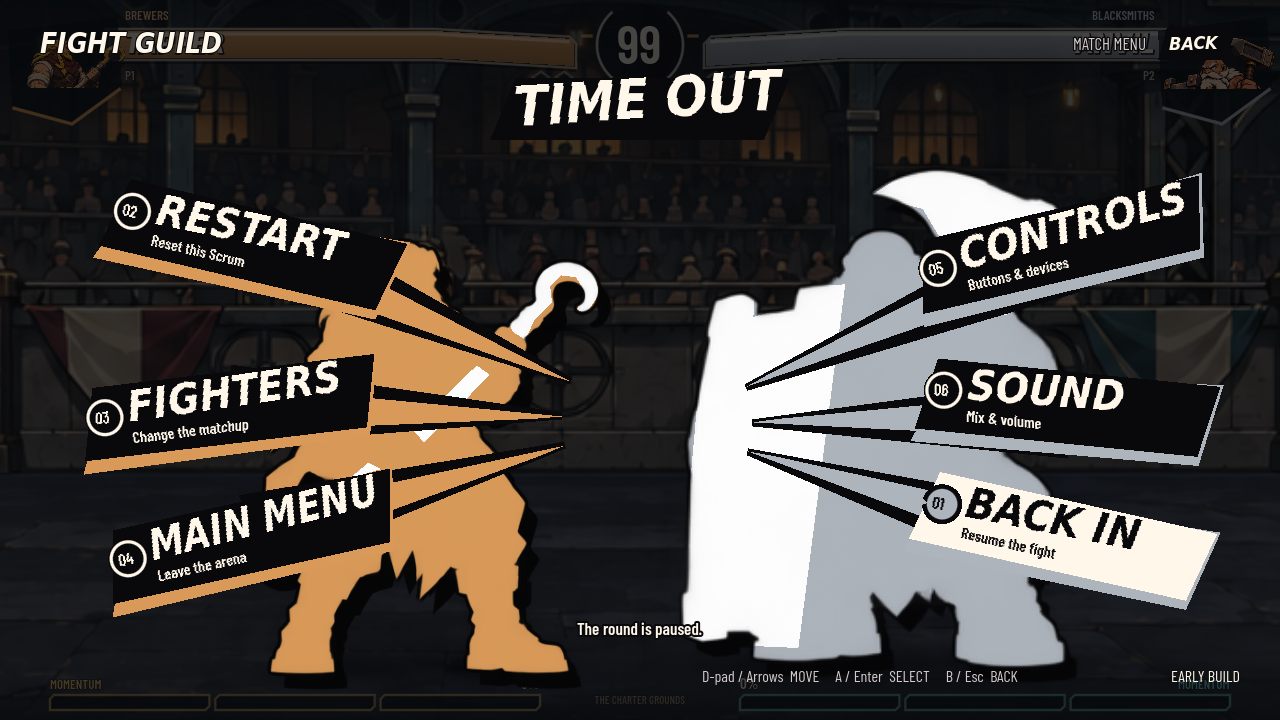 BREWERS
BLACKSMITHS
FIGHT GUILD
99
MATCH MENU
BACK
P1
P2
TIME OUT
02
RESTART
Reset this Scrum
05
CONTROLS
Buttons & devices
03
FIGHTERS
Change the matchup
06
SOUND
Mix & volume
04
MAIN MENU
Leave the arena
01
BACK IN
Resume the fight
The round is paused.
D-pad / Arrows MOVE A / Enter SELECT B / Esc BACK
EARLY BUILD
MOMENTUM
0%
MOMENTUM
THE CHARTER GROUNDS